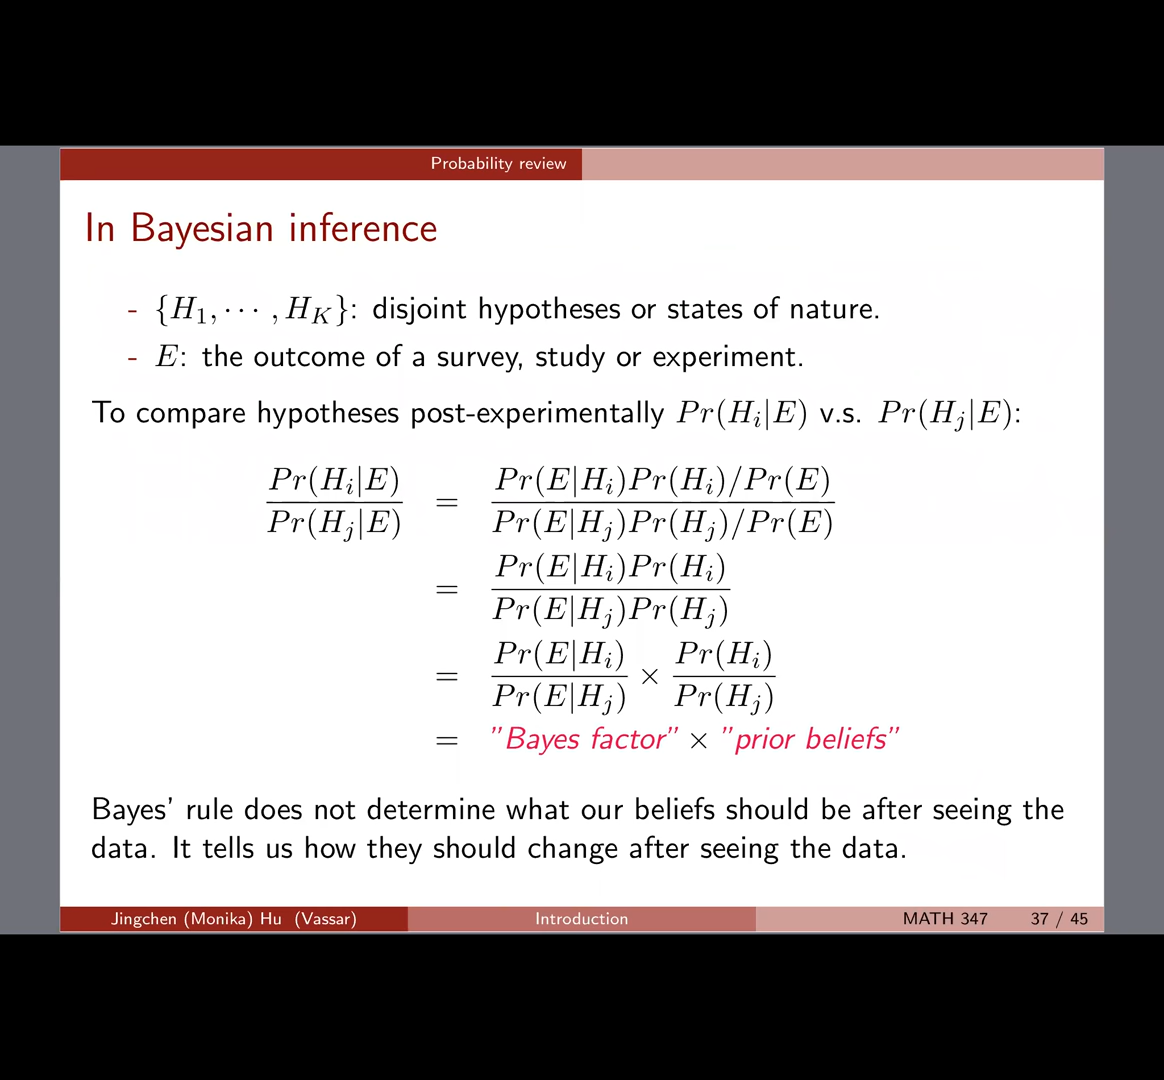 Probability review
In Bayesian inference
- {H₁, ⋯ , H_K}: disjoint hypotheses or states of nature.
- E: the outcome of a survey, study or experiment.
To compare hypotheses post-experimentally Pr(Hᵢ|E) v.s. Pr(Hⱼ|E):
Pr(Hᵢ|E) / Pr(Hⱼ|E) = Pr(E|Hᵢ)Pr(Hᵢ)/Pr(E) / Pr(E|Hⱼ)Pr(Hⱼ)/Pr(E)
= Pr(E|Hᵢ)Pr(Hᵢ) / Pr(E|Hⱼ)Pr(Hⱼ)
= Pr(E|Hᵢ) / Pr(E|Hⱼ) × Pr(Hᵢ) / Pr(Hⱼ)
= ”Bayes factor” × ”prior beliefs”
Bayes’ rule does not determine what our beliefs should be after seeing the
data. It tells us how they should change after seeing the data.
Jingchen (Monika) Hu (Vassar) Introduction MATH 347 37 / 45